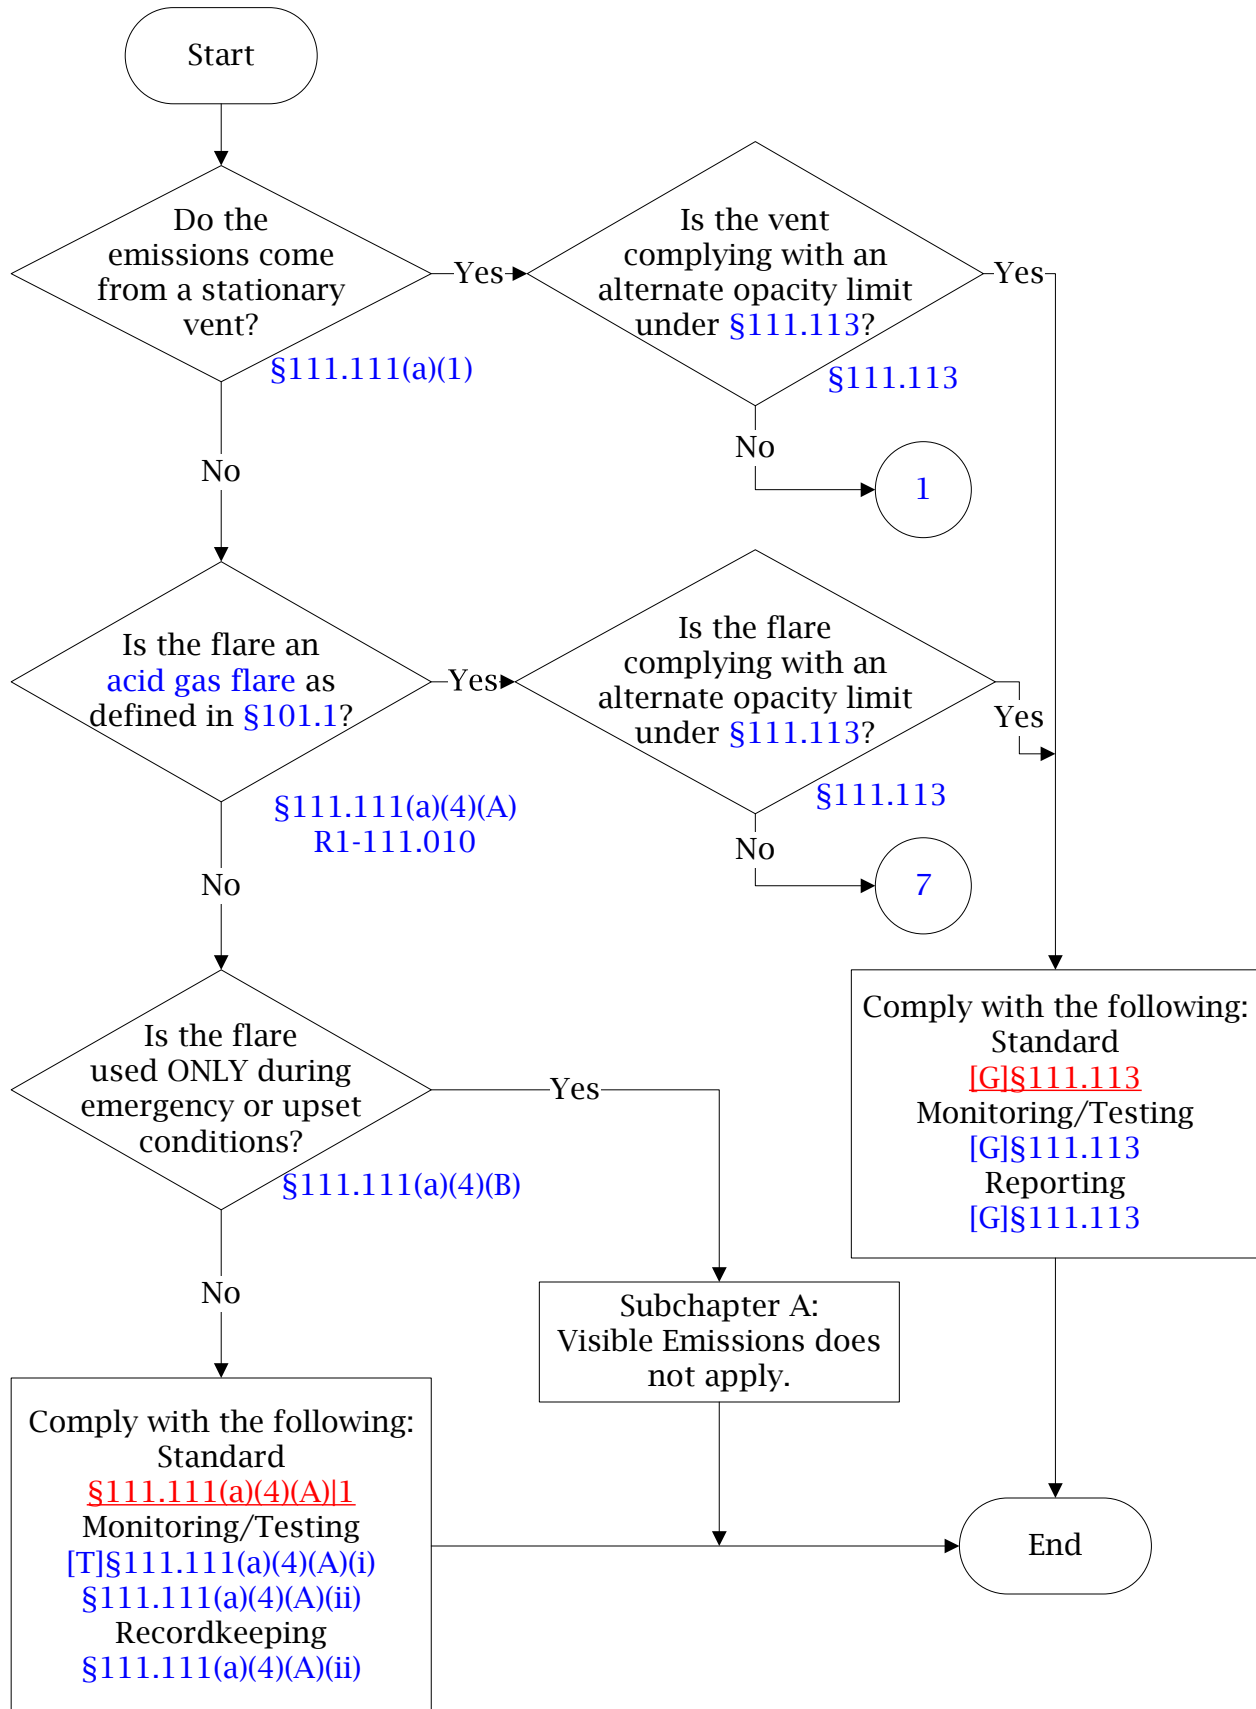 Start
Do the
emissions come
from a stationary
vent?
§111.111(a)(1)
Yes
Is the vent
complying with an
alternate opacity limit
under §111.113?
§111.113
Yes
No
1
No
Is the flare an
acid gas flare as
defined in §101.1?
§111.111(a)(4)(A)
R1-111.010
Yes
Is the flare
complying with an
alternate opacity limit
under §111.113?
§111.113
Yes
No
7
No
Is the flare
used ONLY during
emergency or upset
conditions?
§111.111(a)(4)(B)
Yes
Comply with the following:
Standard
[G]§111.113
Monitoring/Testing
[G]§111.113
Reporting
[G]§111.113
No
Subchapter A:
Visible Emissions does
not apply.
Comply with the following:
Standard
§111.111(a)(4)(A)|1
Monitoring/Testing
[T]§111.111(a)(4)(A)(i)
§111.111(a)(4)(A)(ii)
Recordkeeping
§111.111(a)(4)(A)(ii)
End